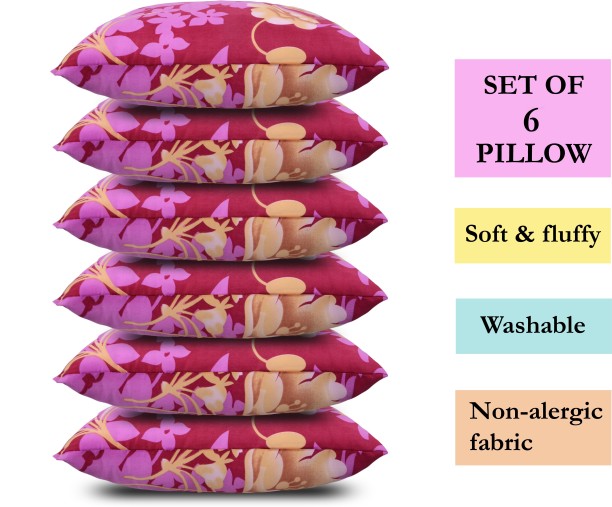 SET OF
6
PILLOW
Soft & fluffy
Washable
Non-alergic
fabric